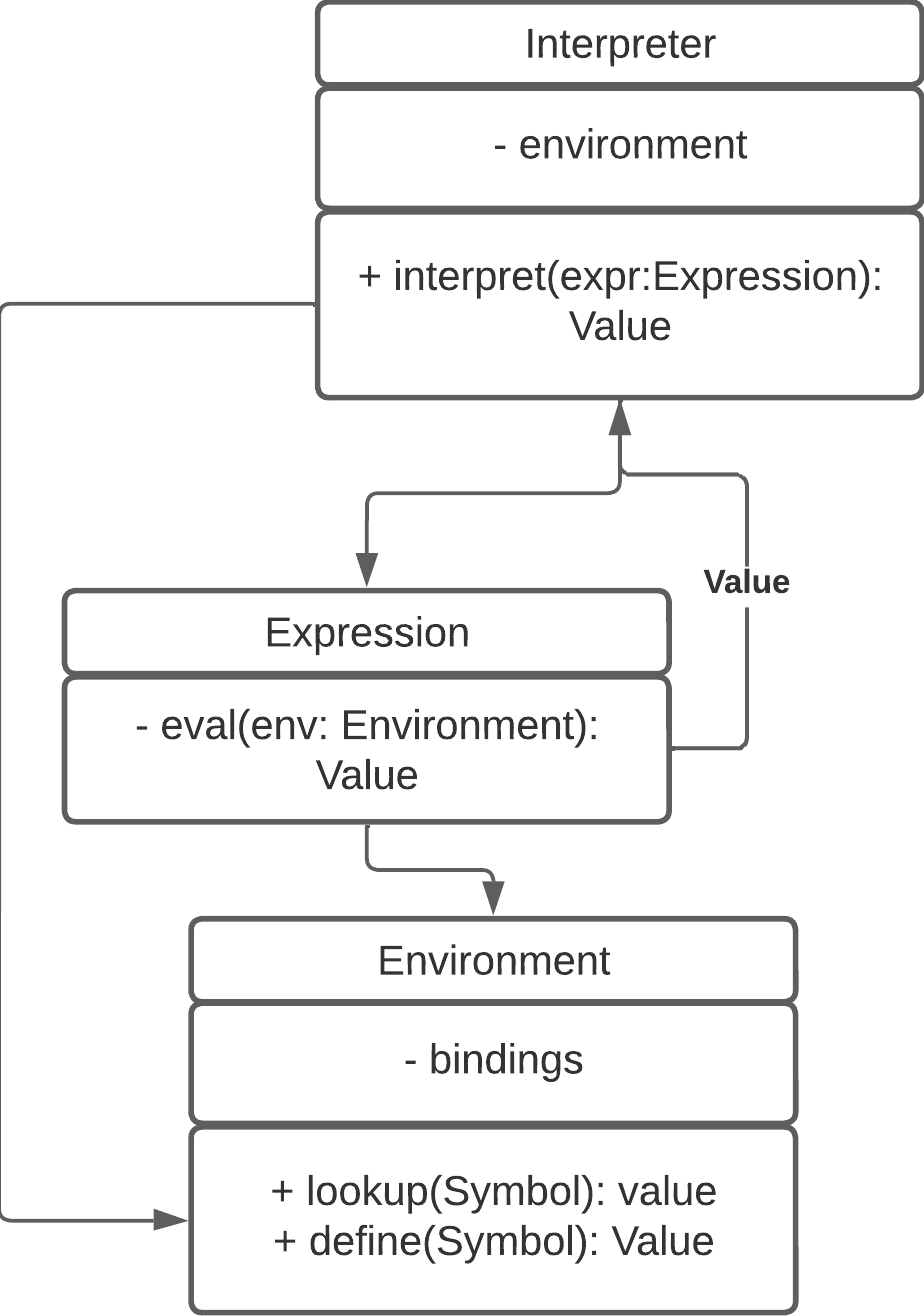 Interpreter
- environment
+ interpret(expr:Expression):
Value
Value
Expression
- eval(env: Environment):
Value
Environment
- bindings
+ lookup(Symbol): value
+ define(Symbol): Value